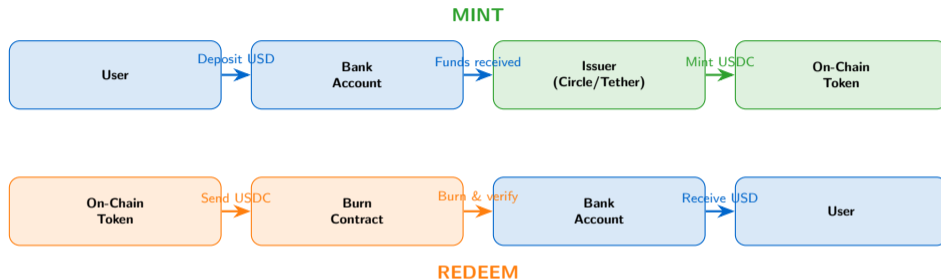 MINT
User
Deposit USD
Bank
Account
Funds received
Issuer
(Circle/Tether)
Mint USDC
On-Chain
Token
On-Chain
Token
Send USDC
Burn
Contract
Burn & verify
Bank
Account
Receive USD
User
REDEEM